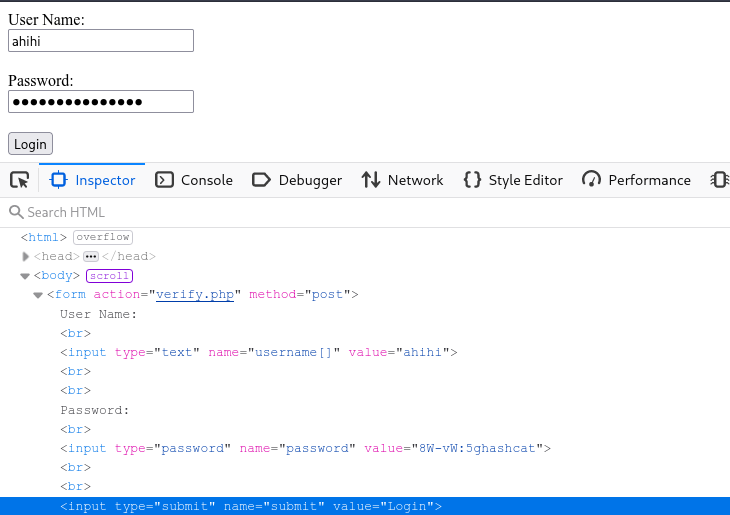 User Name:
ahihi
Password:
●●●●●●●●●●●●●●●
Login
Inspector Console Debugger Network {} Style Editor Performance
Search HTML
<html> overflow
<head> ••• </head>
<body> scroll
<form action="verify.php" method="post">
User Name:
<br>
<input type="text" name="username[]" value="ahihi">
<br>
<br>
Password:
<br>
<input type="password" name="password" value="8W-vW:5ghashcat">
<br>
<br>
<input type="submit" name="submit" value="Login">